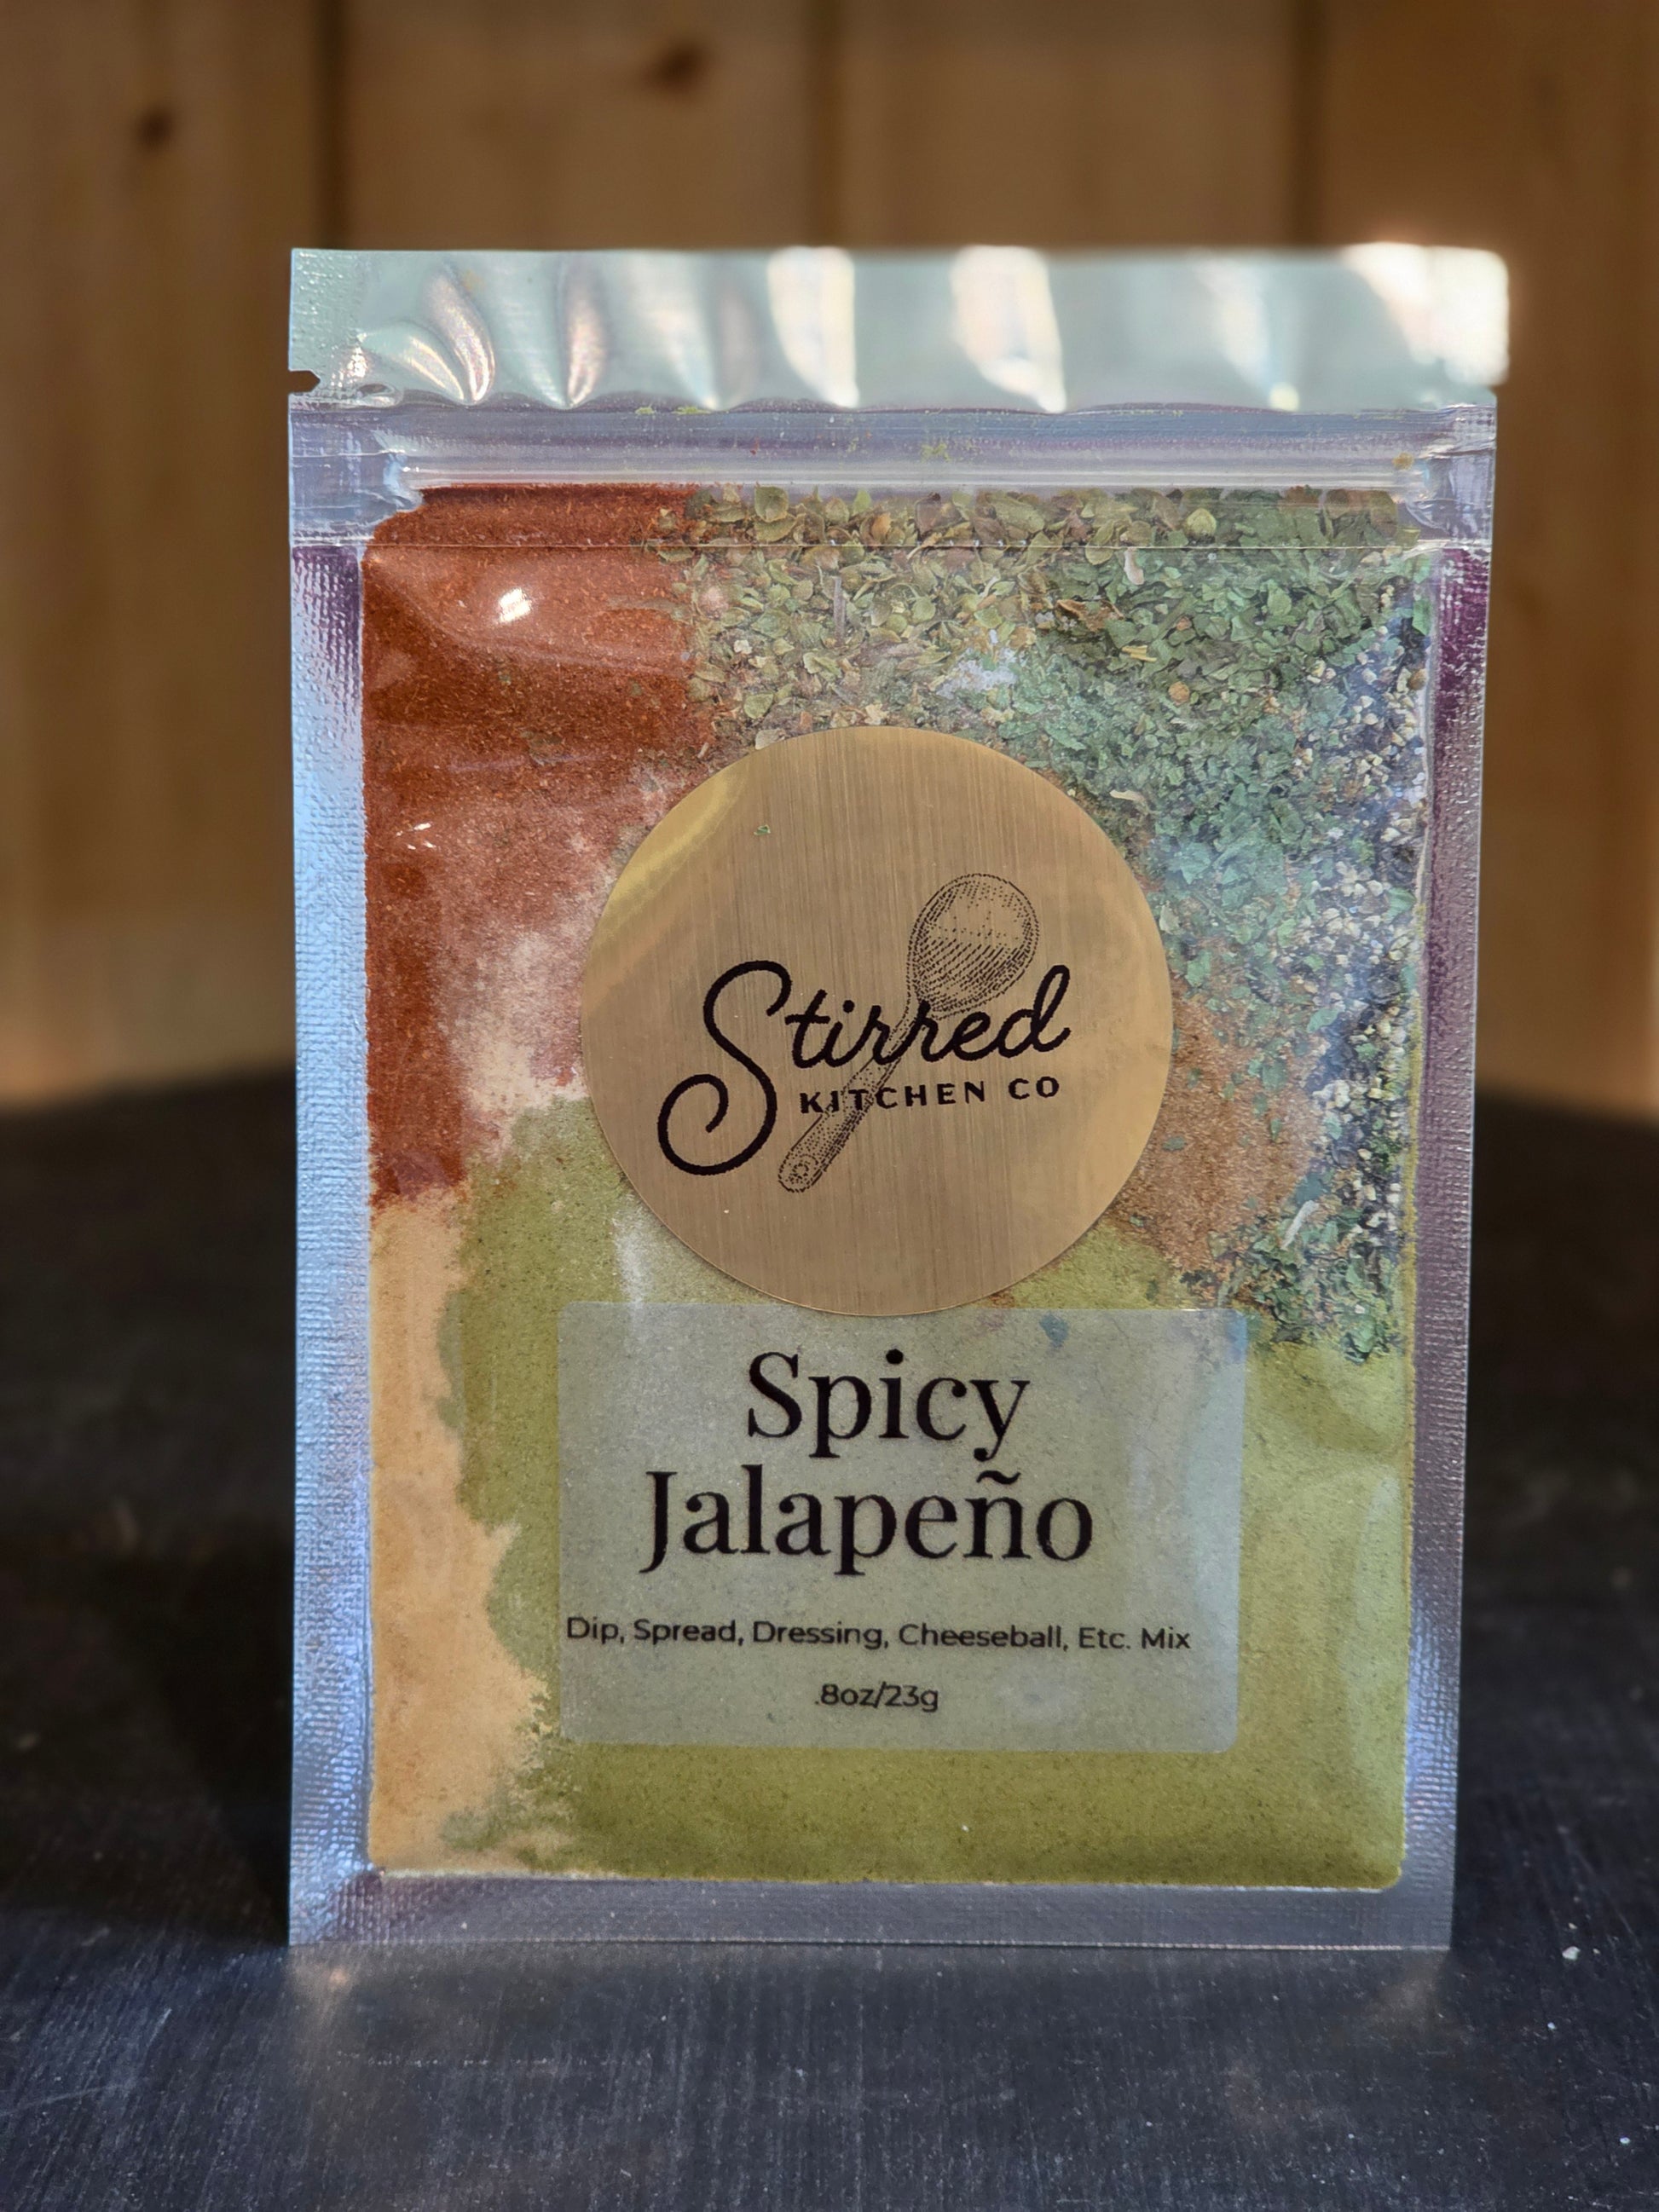 Stirred
KITCHEN CO
Spicy
Jalapeño
Dip, Spread, Dressing, Cheeseball, Etc. Mix
.8oz/23g